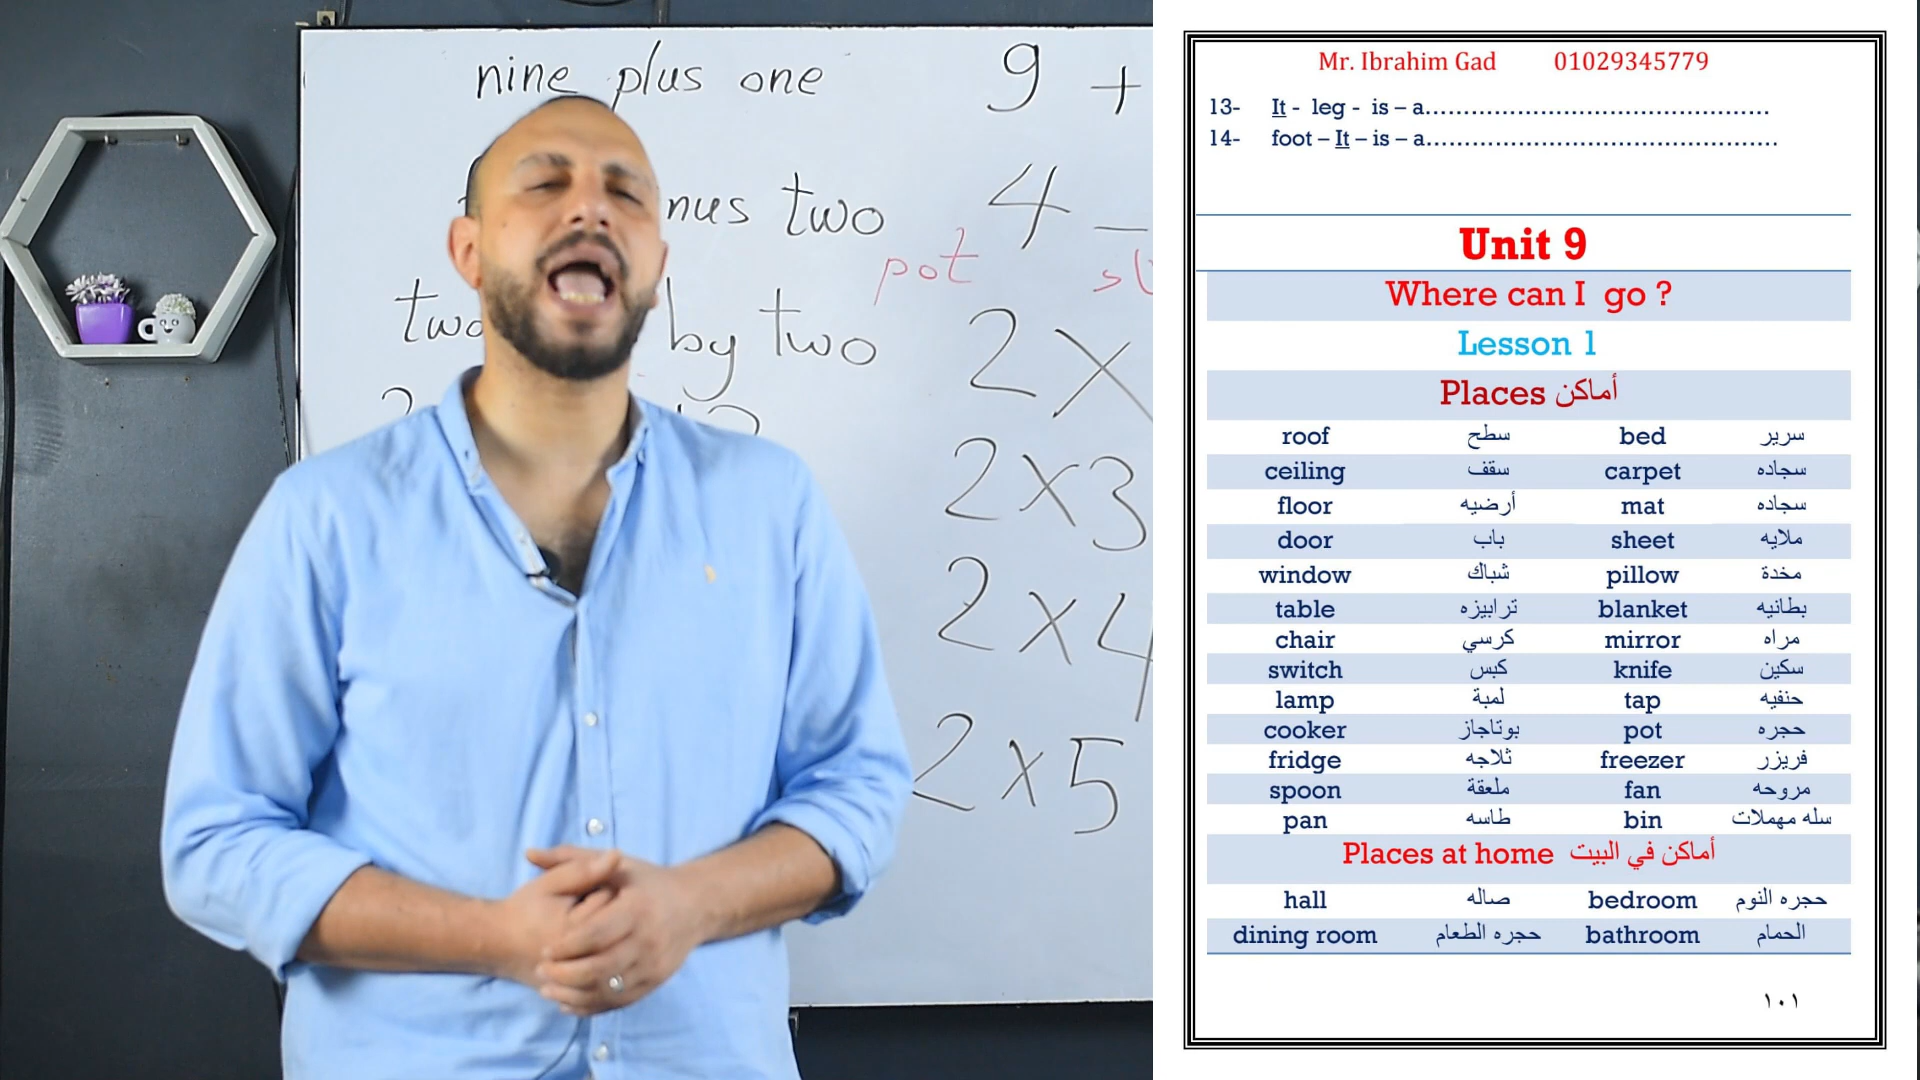 nine plus one 9 +
nus two 4 –
pot
two by two 2 ×
2 × 3
2 × 4
2 × 5
Mr. Ibrahim Gad 01029345779
13- It - leg - is – a............................................
14- foot – It – is – a.............................................
Unit 9
Where can I go ?
Lesson 1
Places أماكن
roof سطح bed سرير
ceiling سقف carpet سجاده
floor أرضيه mat سجاده
door باب sheet ملايه
window شباك pillow مخدة
table ترابيزه blanket بطانيه
chair كرسي mirror مراه
switch كبس knife سكين
lamp لمبة tap حنفيه
cooker بوتاجاز pot حجره
fridge ثلاجه freezer فريزر
spoon ملعقة fan مروحه
pan طاسه bin سله مهملات
Places at home أماكن في البيت
hall صاله bedroom حجره النوم
dining room حجره الطعام bathroom الحمام
١٠١